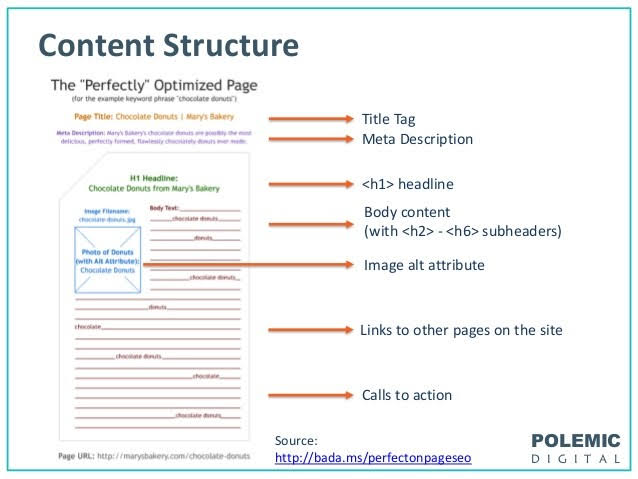 Content Structure
The "Perfectly" Optimized Page
(for the example keyword phrase "chocolate donuts")
Page Title: Chocolate Donuts | Mary's Bakery
Meta Description: Mary's Bakery's chocolate donuts are possibly the most
delicious, perfectly formed, flawlessly chocolately donuts ever made.
H1 Headline:
Chocolate Donuts from Mary's Bakery
Image Filename:
chocolate-donuts.jpg
Photo of Donuts
(with Alt Attribute):
Chocolate Donuts
Body Text:
chocolate donuts
donuts
chocolate donuts
donuts
chocolate
chocolate donuts
chocolate
chocolate donuts
Page URL: http://marysbakery.com/chocolate-donuts
Title Tag
Meta Description
<h1> headline
Body content
(with <h2> - <h6> subheaders)
Image alt attribute
Links to other pages on the site
Calls to action
Source:
http://bada.ms/perfectonpageseo
POLEMIC
DIGITAL